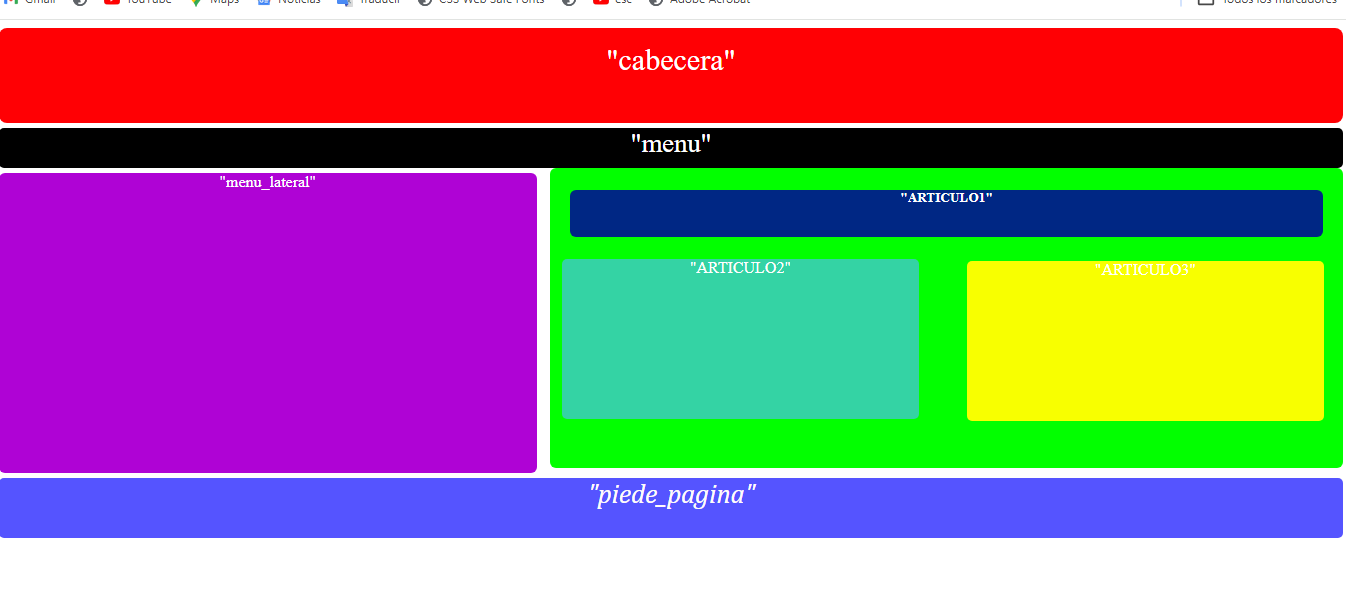 Gmail YouTube Maps Noticias Traducir CSS Web Safe Fonts Adobe Acrobat Todos los marcadores
"cabecera"
"menu"
"menu_lateral"
"ARTICULO1"
"ARTICULO2"
"ARTICULO3"
"piede_pagina"